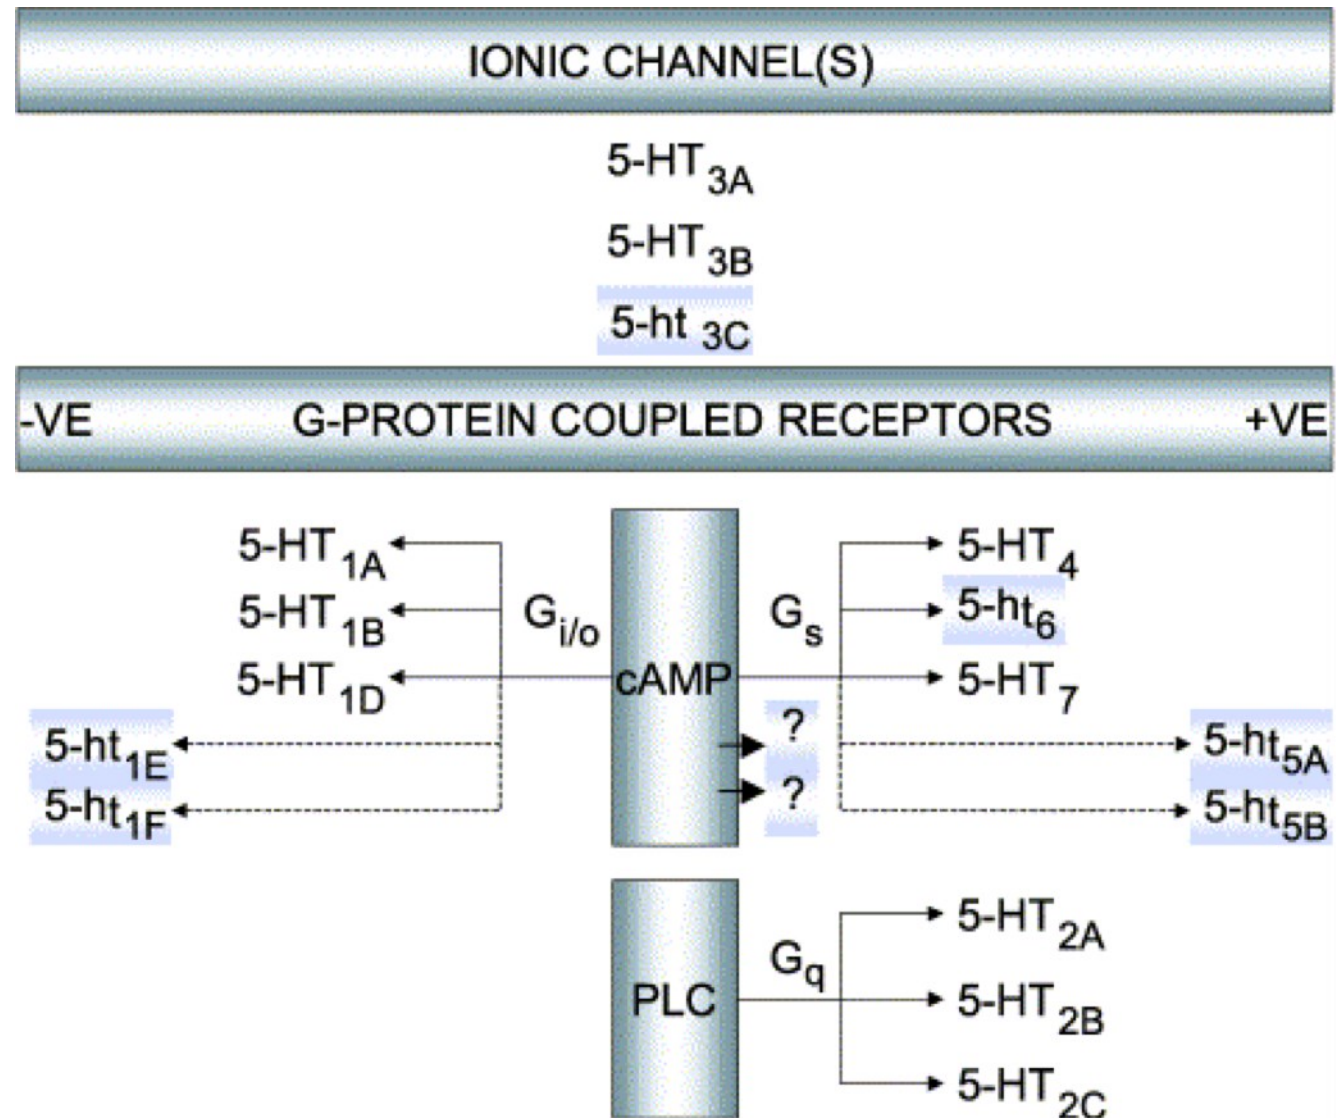 IONIC CHANNEL(S)
5-HT3A
5-HT3B
5-ht 3C
-VE G-PROTEIN COUPLED RECEPTORS +VE
5-HT1A 5-HT4
5-HT1B Gi/o Gs 5-ht6
5-HT1D cAMP 5-HT7
5-ht1E ? 5-ht5A
5-ht1F ? 5-ht5B
5-HT2A
Gq
PLC 5-HT2B
5-HT2C